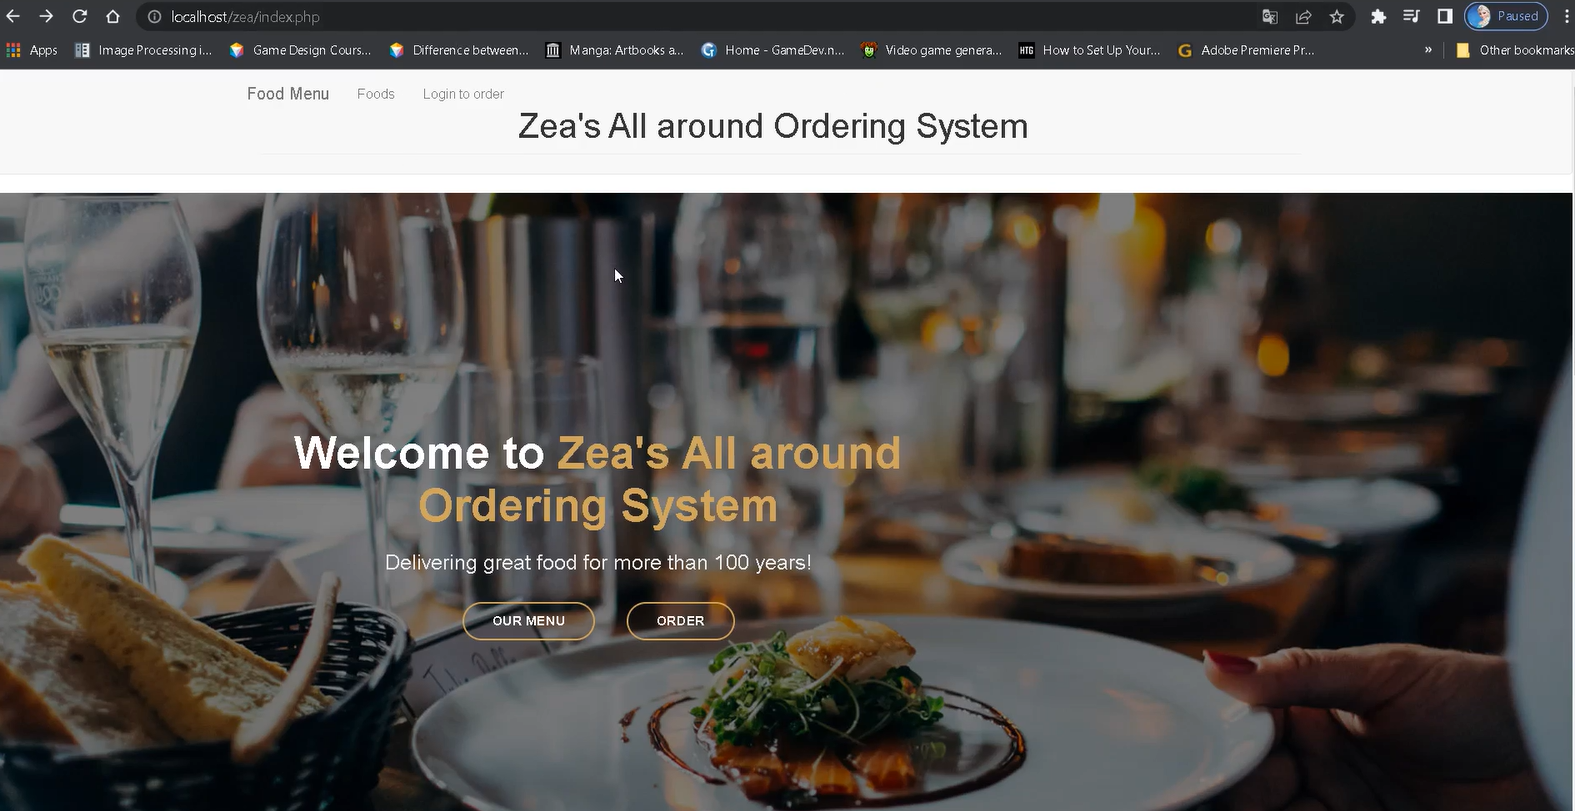 localhost/zea/index.php
Paused
Apps
Image Processing i...
Game Design Cours...
Difference between...
Manga: Artbooks a...
Home - GameDev.n...
Video game genera...
HTG
How to Set Up Your...
Adobe Premiere Pr...
»
Other bookmarks
Food Menu
Foods
Login to order
Zea's All around Ordering System
Welcome to Zea's All around
Ordering System
Delivering great food for more than 100 years!
OUR MENU
ORDER